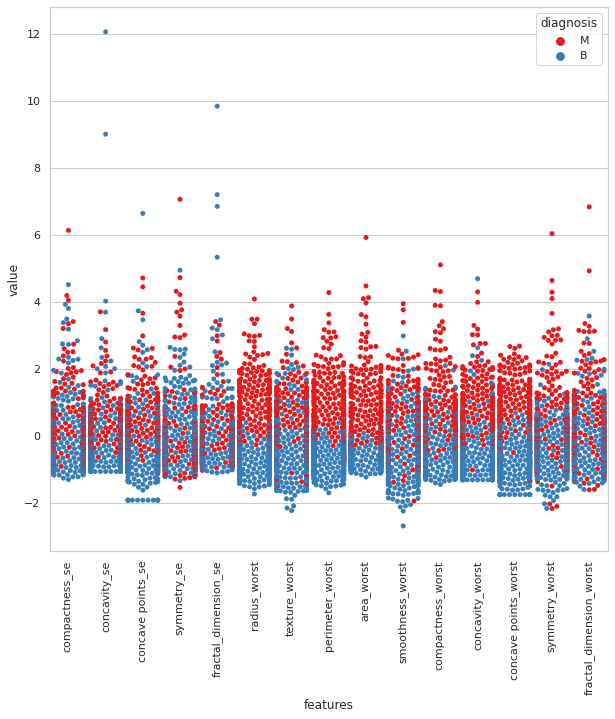 diagnosis
M
B
12
10
8
6
4
2
0
−2
value
compactness_se
concavity_se
concave points_se
symmetry_se
fractal_dimension_se
radius_worst
texture_worst
perimeter_worst
area_worst
smoothness_worst
compactness_worst
concavity_worst
concave points_worst
symmetry_worst
fractal_dimension_worst
features